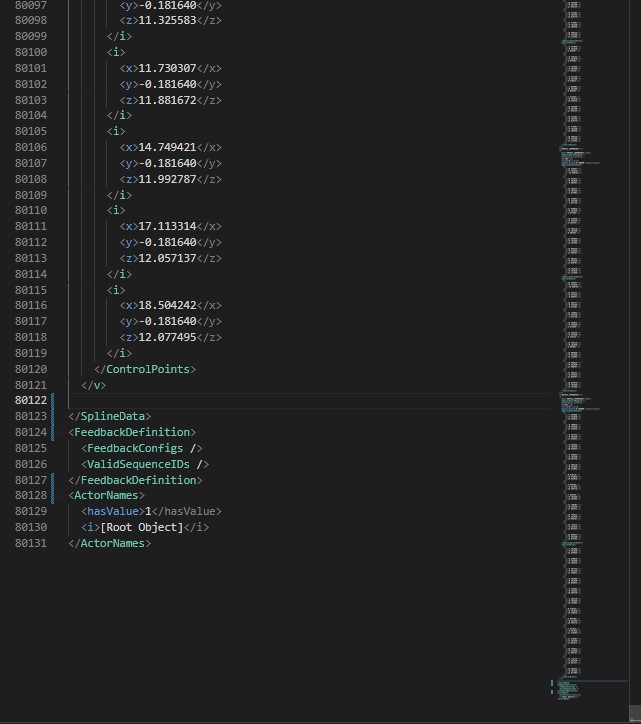 80097 <y>-0.181640</y>
80098 <z>11.325583</z>
80099 </i>
80100 <i>
80101 <x>11.730307</x>
80102 <y>-0.181640</y>
80103 <z>11.881672</z>
80104 </i>
80105 <i>
80106 <x>14.749421</x>
80107 <y>-0.181640</y>
80108 <z>11.992787</z>
80109 </i>
80110 <i>
80111 <x>17.113314</x>
80112 <y>-0.181640</y>
80113 <z>12.057137</z>
80114 </i>
80115 <i>
80116 <x>18.504242</x>
80117 <y>-0.181640</y>
80118 <z>12.077495</z>
80119 </i>
80120 </ControlPoints>
80121 </v>
80122
80123 </SplineData>
80124 <FeedbackDefinition>
80125 <FeedbackConfigs />
80126 <ValidSequenceIDs />
80127 </FeedbackDefinition>
80128 <ActorNames>
80129 <hasValue>1</hasValue>
80130 <i>[Root Object]</i>
80131 </ActorNames>